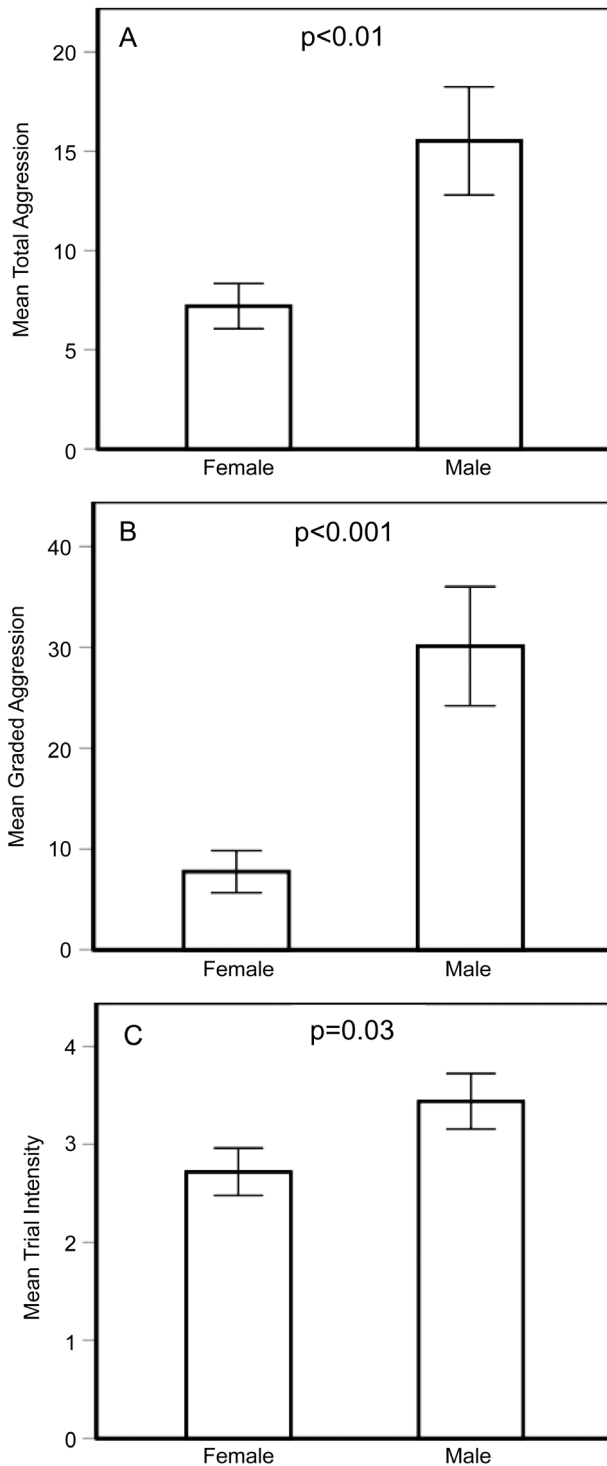 A
p<0.01
Mean Total Aggression
20
15
10
5
0
Female
Male
B
p<0.001
Mean Graded Aggression
40
30
20
10
0
Female
Male
C
p=0.03
Mean Trial Intensity
4
3
2
1
0
Female
Male